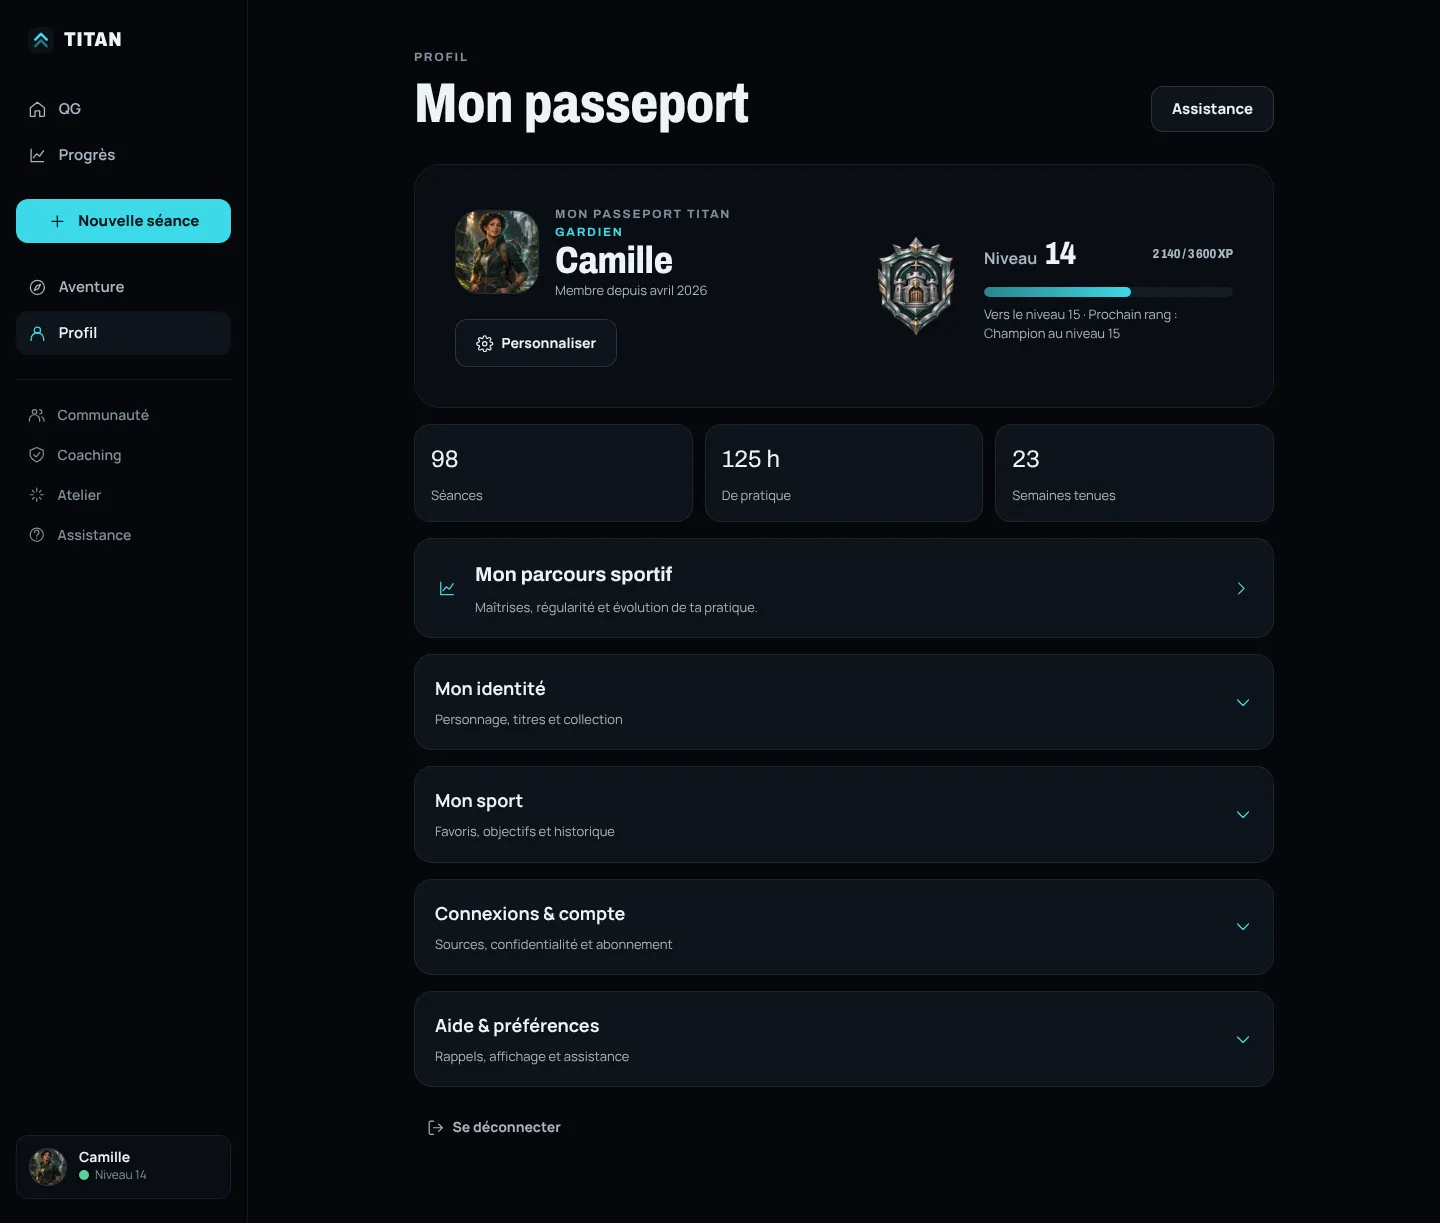 TITAN
QG
Progrès
Nouvelle séance
Aventure
Profil
Communauté
Coaching
Atelier
Assistance
Camille
Niveau 14
PROFIL
Mon passeport
Assistance
MON PASSEPORT TITAN
GARDIEN
Camille
Membre depuis avril 2026
Personnaliser
Niveau 14
2 140 / 3 600 XP
Vers le niveau 15 · Prochain rang :
Champion au niveau 15
98
Séances
125 h
De pratique
23
Semaines tenues
Mon parcours sportif
Maîtrises, régularité et évolution de ta pratique.
Mon identité
Personnage, titres et collection
Mon sport
Favoris, objectifs et historique
Connexions & compte
Sources, confidentialité et abonnement
Aide & préférences
Rappels, affichage et assistance
Se déconnecter